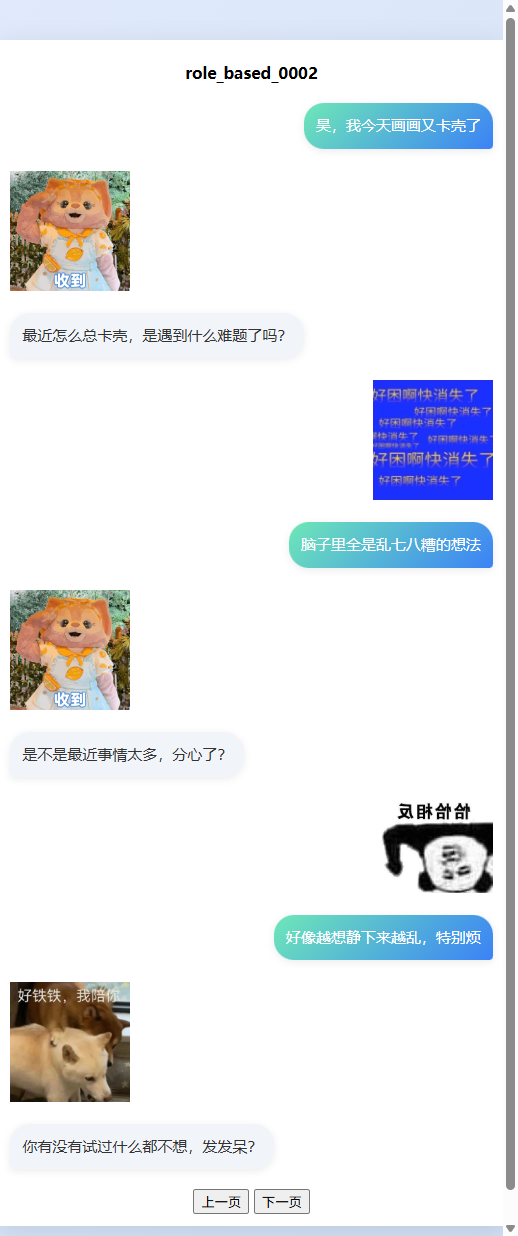 role_based_0002
昊，我今天画画又卡壳了
收到
最近怎么总卡壳，是遇到什么难题了吗？
好困啊快消失了
好困啊快消失了
好困啊快消失了
好困啊快消失了
好困啊快消失了
好困啊快消失了
好困啊快消失了
脑子里全是乱七八糟的想法
收到
是不是最近事情太多，分心了？
恰恰相反
好像越想静下来越乱，特别烦
好铁铁，我陪你
你有没有试过什么都不想，发发呆？
上一页 下一页